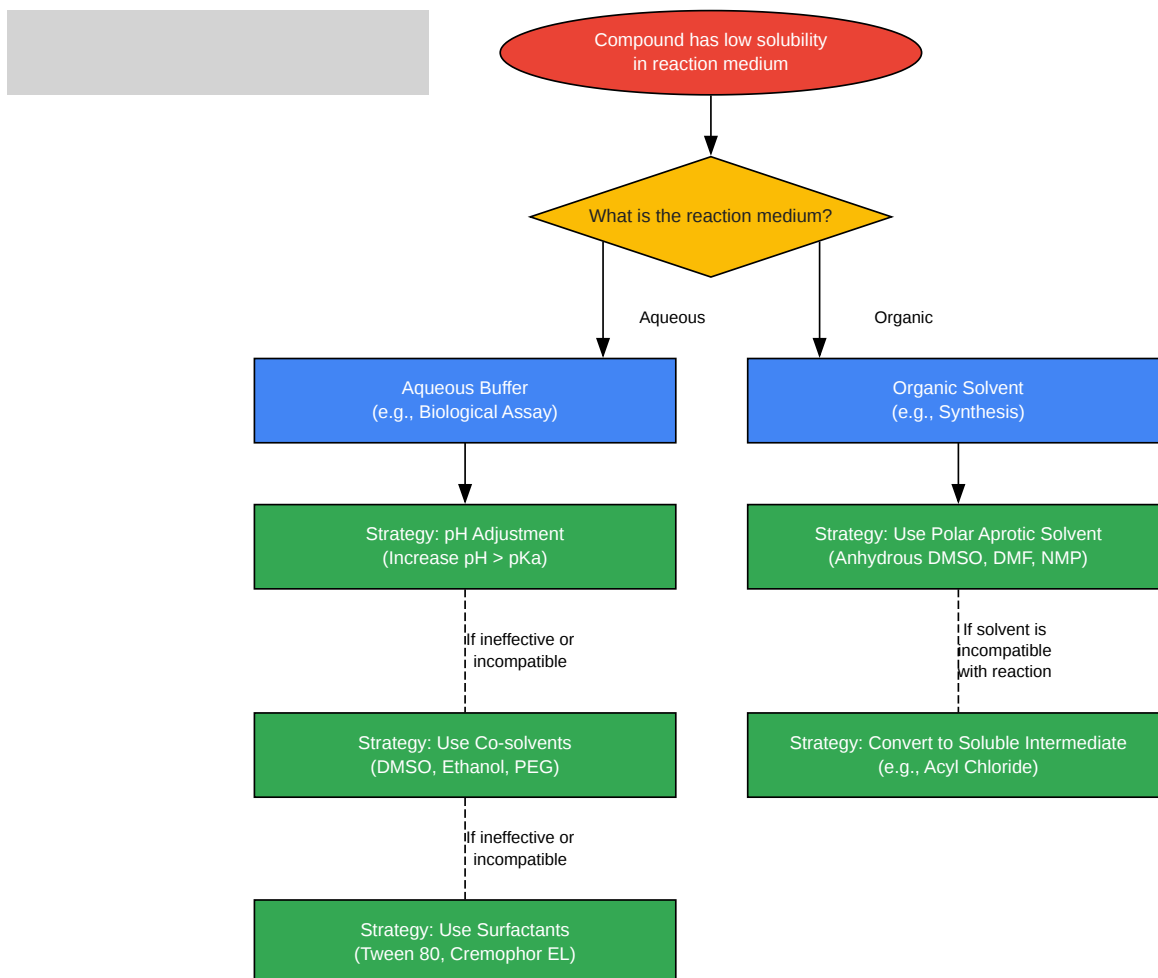 Compound has low solubility
in reaction medium
What is the reaction medium?
Aqueous
Organic
Aqueous Buffer
(e.g., Biological Assay)
Organic Solvent
(e.g., Synthesis)
Strategy: pH Adjustment
(Increase pH > pKa)
Strategy: Use Polar Aprotic Solvent
(Anhydrous DMSO, DMF, NMP)
If ineffective or
incompatible
If solvent is
incompatible
with reaction
Strategy: Use Co-solvents
(DMSO, Ethanol, PEG)
Strategy: Convert to Soluble Intermediate
(e.g., Acyl Chloride)
If ineffective or
incompatible
Strategy: Use Surfactants
(Tween 80, Cremophor EL)